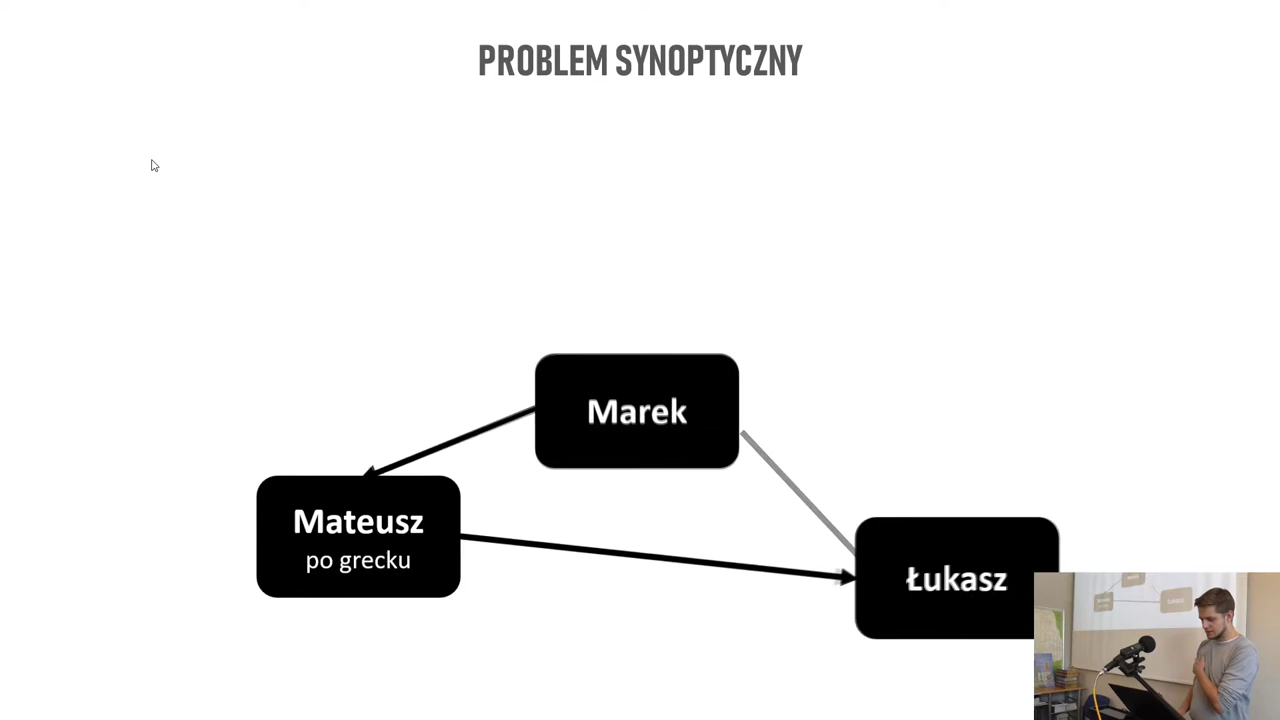 PROBLEM SYNOPTYCZNY
Marek
Mateusz
po grecku
Łukasz